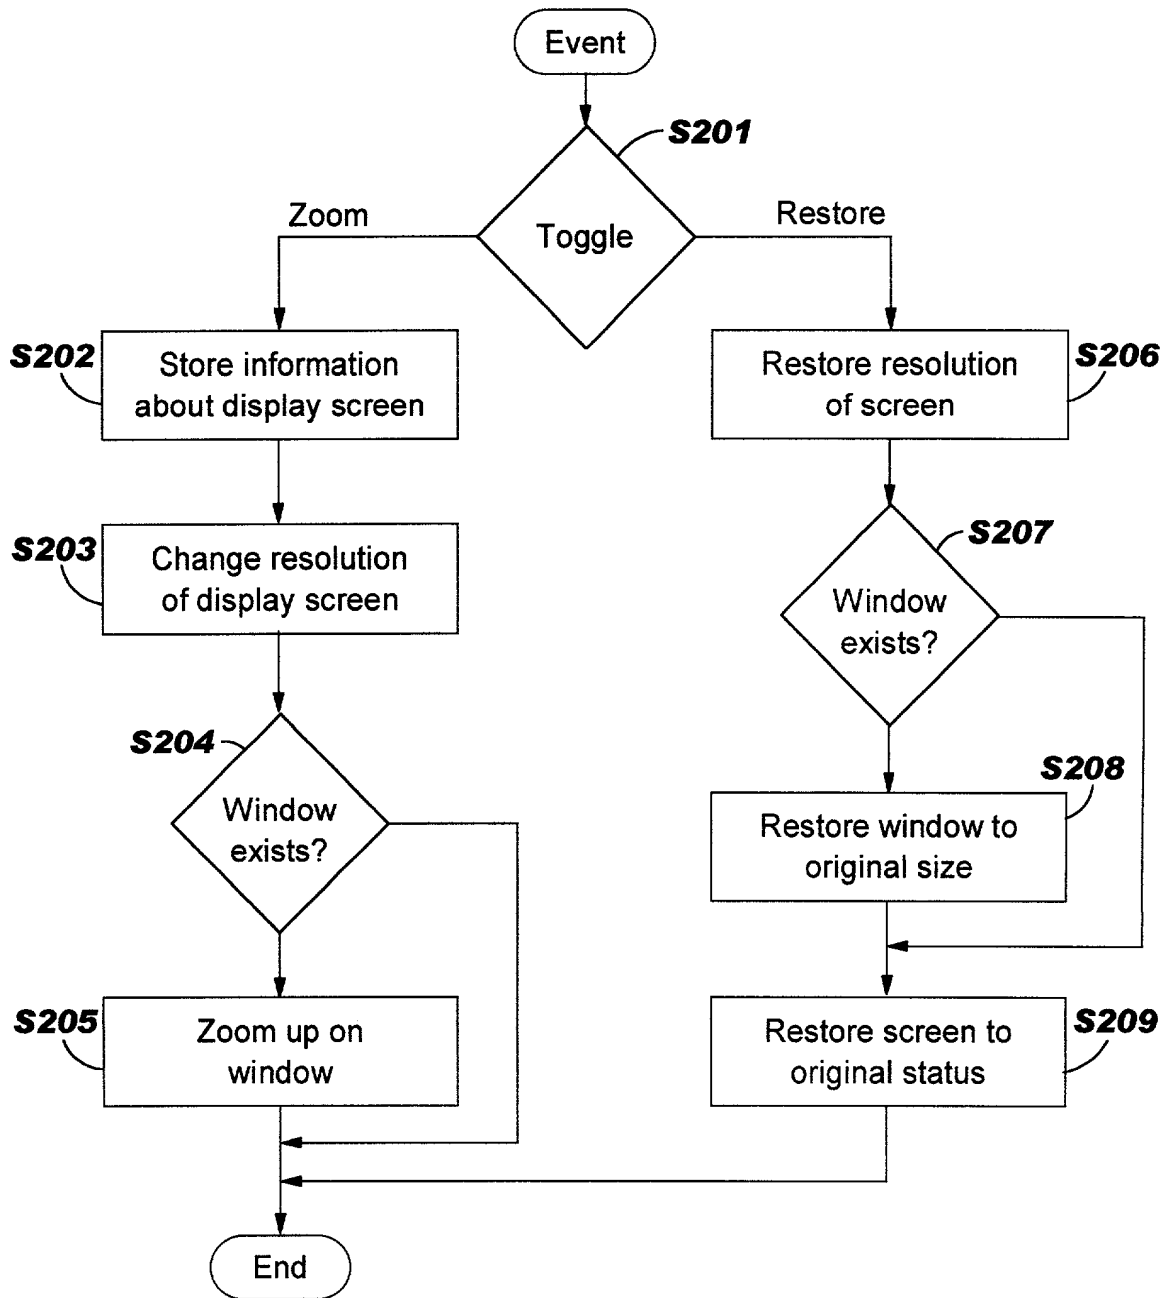 Event
S201
Toggle
Zoom
Restore
S202
Store information
about display screen
S203
Change resolution
of display screen
S204
Window
exists?
S205
Zoom up on
window
S206
Restore resolution
of screen
S207
Window
exists?
S208
Restore window to
original size
S209
Restore screen to
original status
End